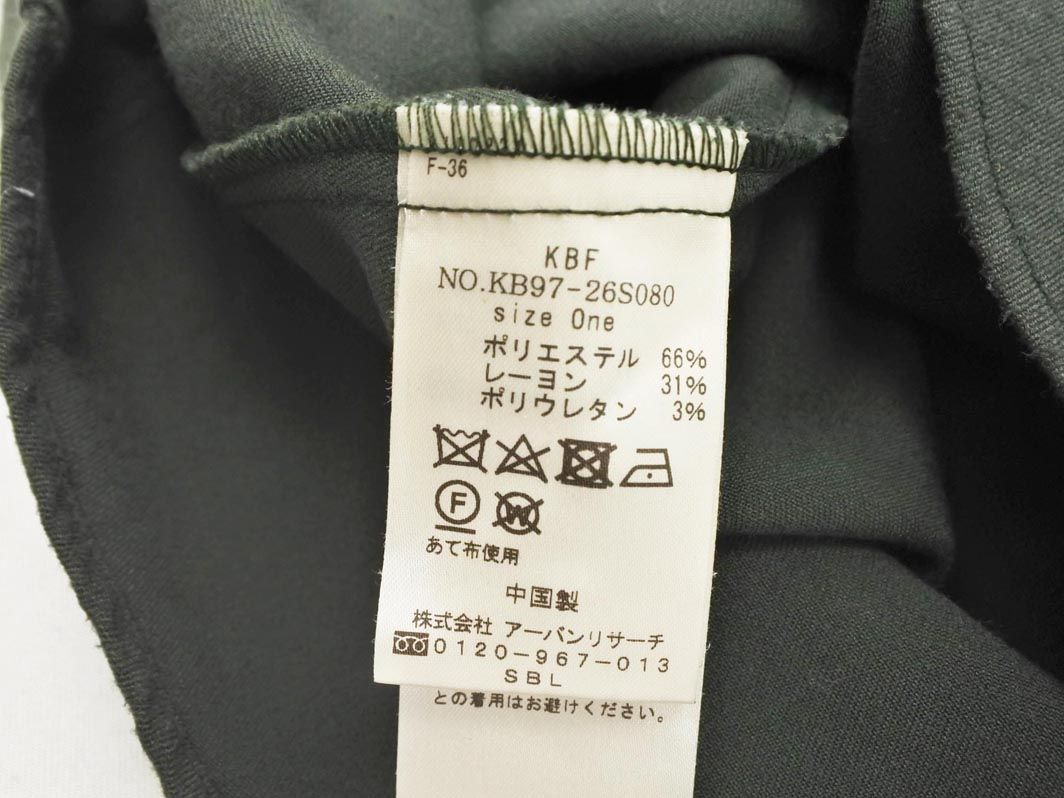 F-36
KBF
NO.KB97-26S080
size One
ポリエステル 66%
レーヨン 31%
ポリウレタン 3%
F W
あて布使用
中国製
株式会社 アーバンリサーチ
0120-967-013
SBL
との着用はお避けください。